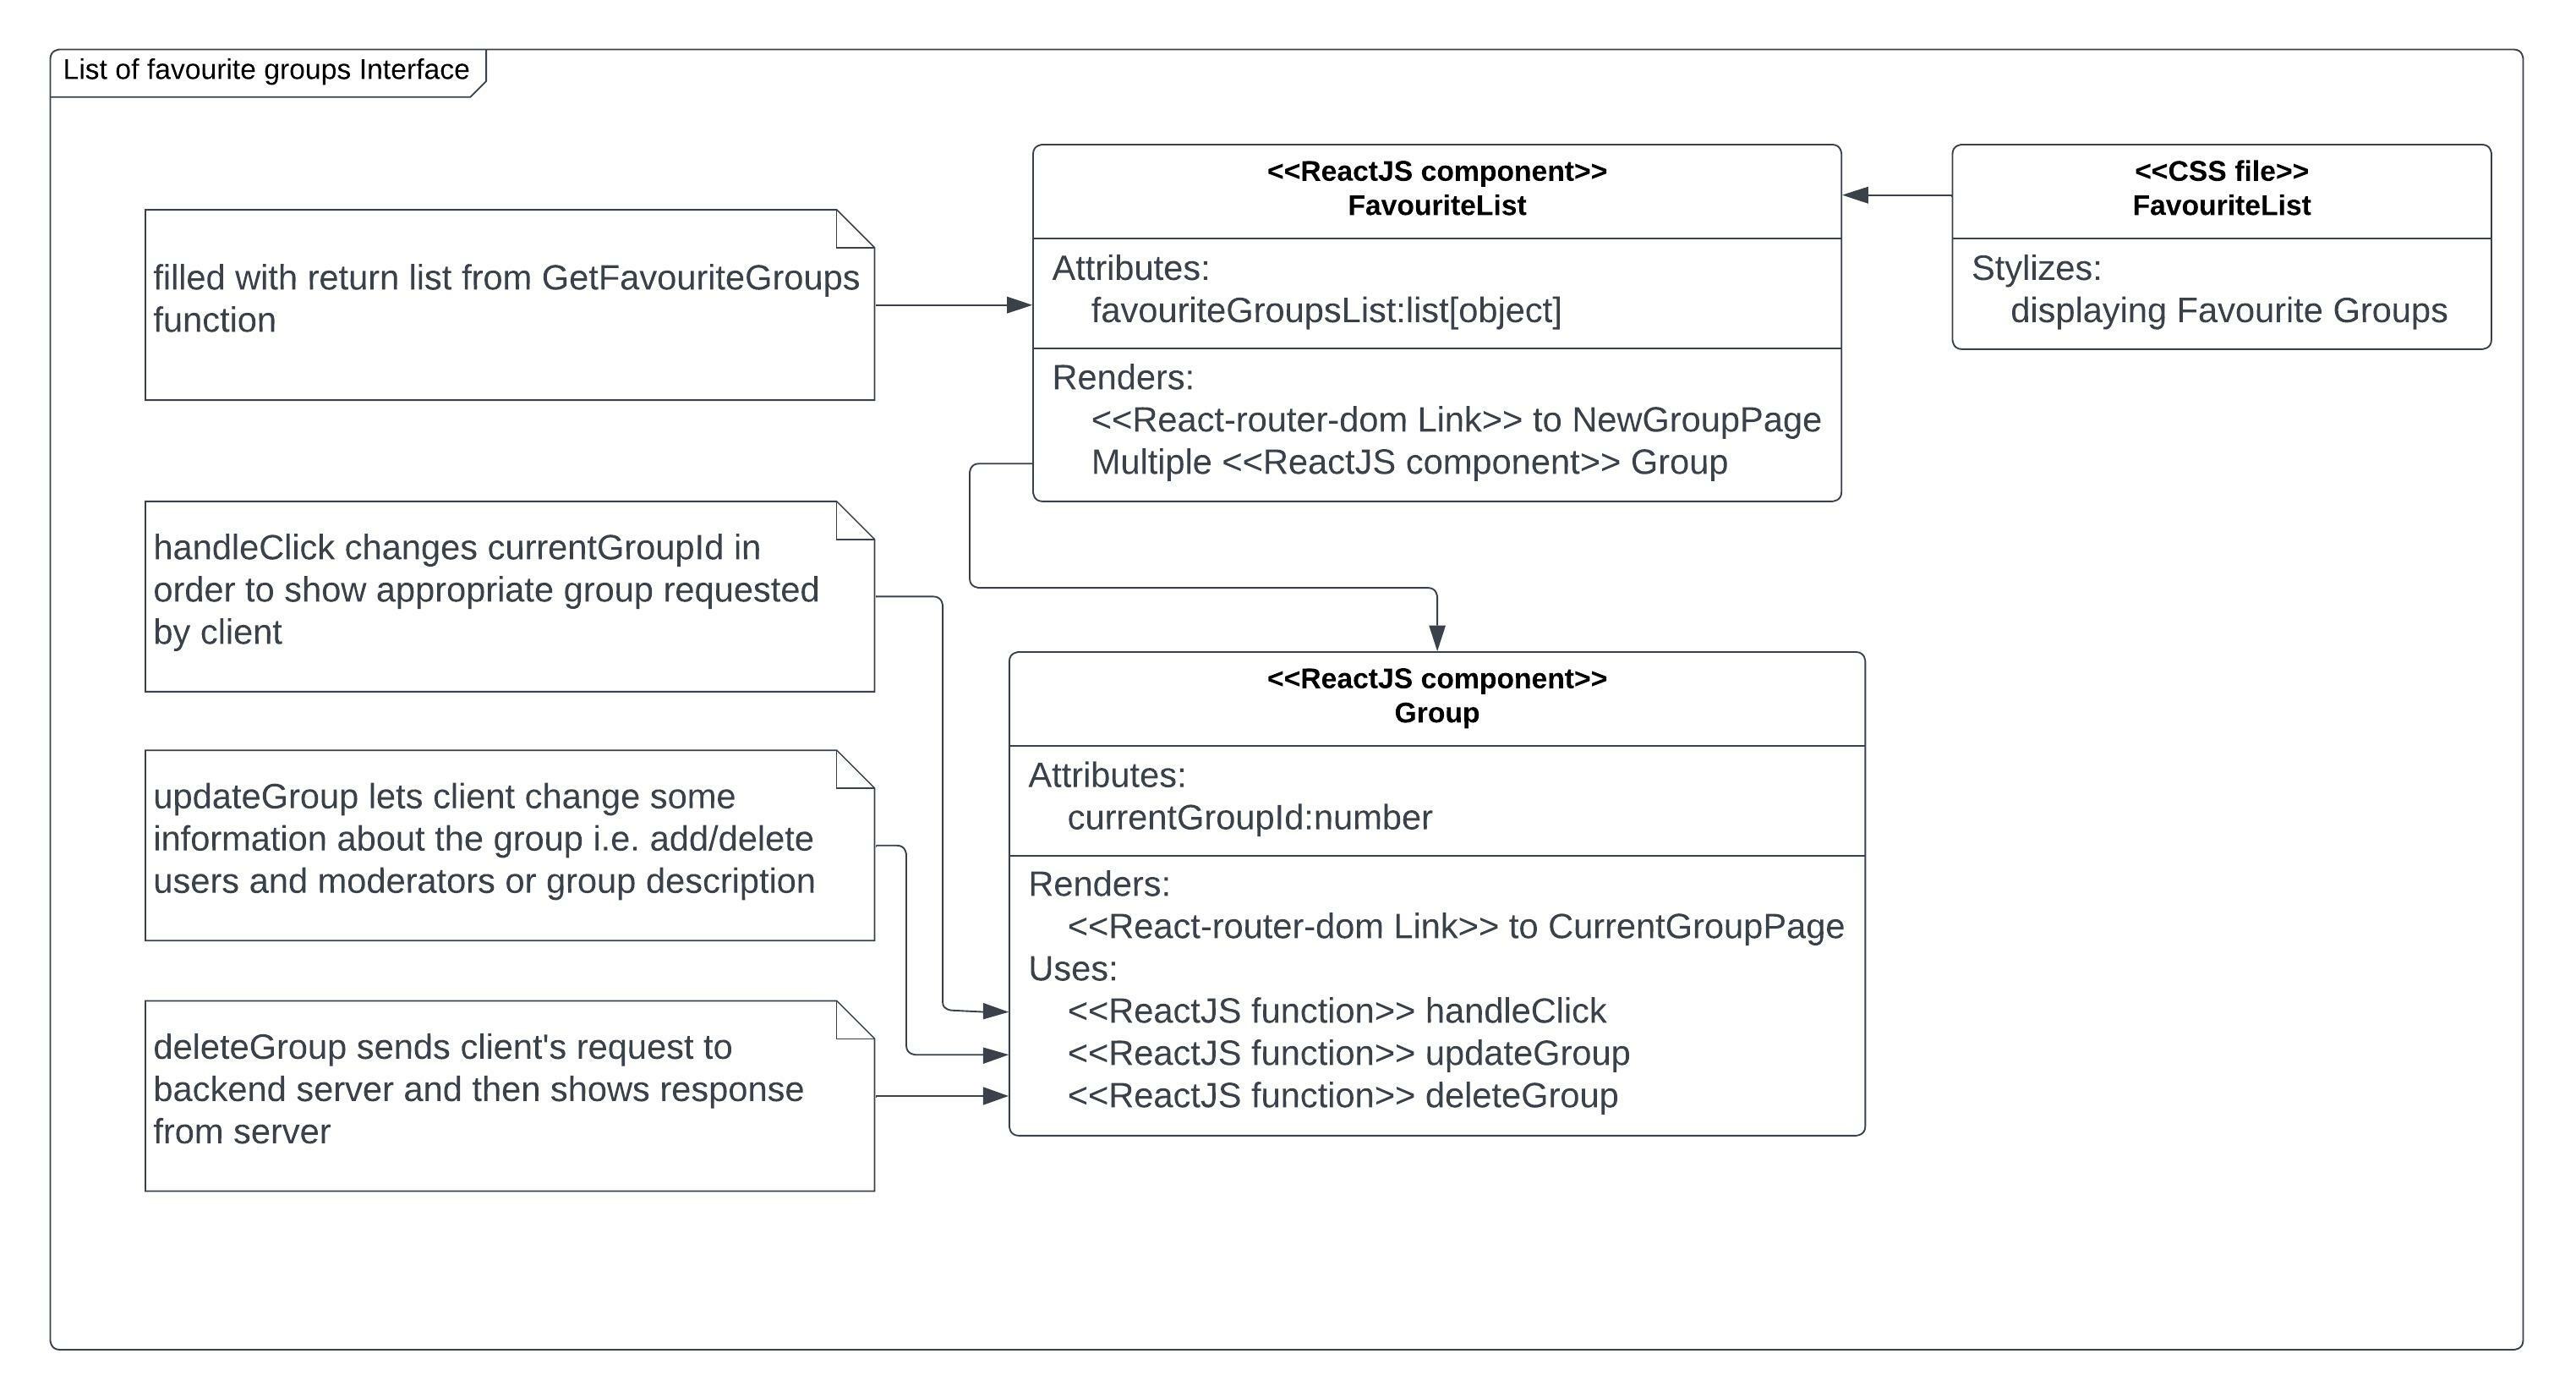 List of favourite groups Interface
<<ReactJS component>>
FavouriteList
Attributes:
favouriteGroupsList:list[object]
Renders:
<<React-router-dom Link>> to NewGroupPage
Multiple <<ReactJS component>> Group
<<CSS file>>
FavouriteList
Stylizes:
displaying Favourite Groups
filled with return list from GetFavouriteGroups
function
handleClick changes currentGroupId in
order to show appropriate group requested
by client
updateGroup lets client change some
information about the group i.e. add/delete
users and moderators or group description
deleteGroup sends client's request to
backend server and then shows response
from server
<<ReactJS component>>
Group
Attributes:
currentGroupId:number
Renders:
<<React-router-dom Link>> to CurrentGroupPage
Uses:
<<ReactJS function>> handleClick
<<ReactJS function>> updateGroup
<<ReactJS function>> deleteGroup